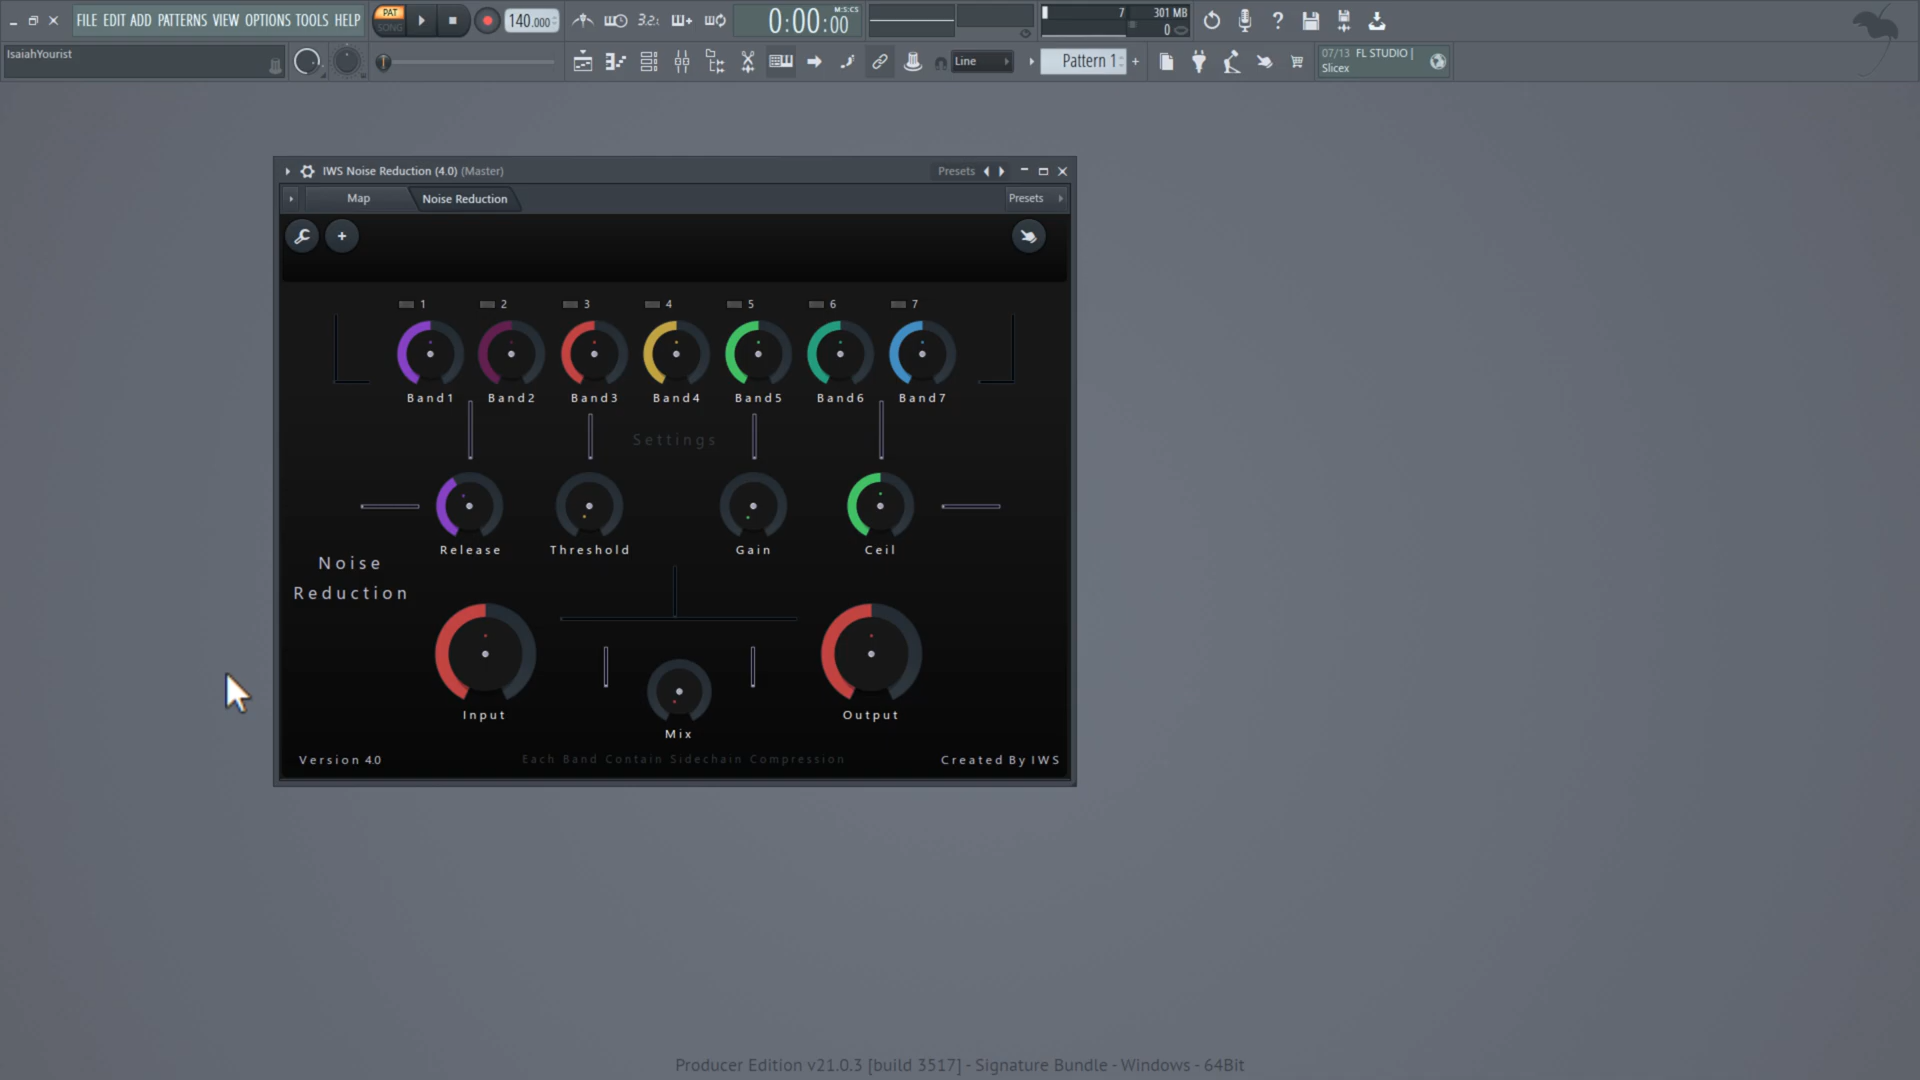 FILE EDIT ADD PATTERNS VIEW OPTIONS TOOLS HELP
PAT
SONG
140.000
3.2.
0:00:00
M:S:CS
7
301 MB
0
IsaiahYourist
Line
Pattern 1
07/13 FL STUDIO |
Slicex
IWS Noise Reduction (4.0) (Master)
Presets
Map
Noise Reduction
Presets
1 2 3 4 5 6 7
Band1 Band2 Band3 Band4 Band5 Band6 Band7
Settings
Release Threshold Gain Ceil
Noise
Reduction
Input
Mix
Output
Version 4.0
Each Band Contain Sidechain Compression
Created By IWS
Producer Edition v21.0.3 [build 3517] - Signature Bundle - Windows - 64Bit